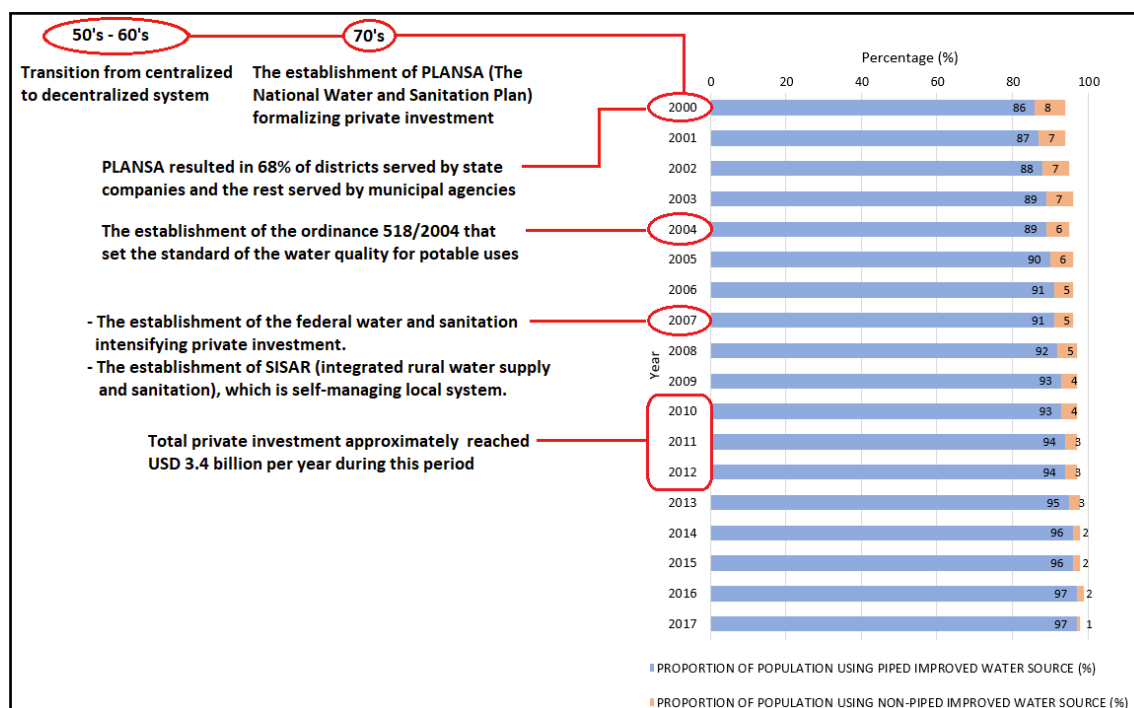 50's - 60's
70's
Transition from centralized
to decentralized system
The establishment of PLANSA (The
National Water and Sanitation Plan)
formalizing private investment
PLANSA resulted in 68% of districts served by state
companies and the rest served by municipal agencies
The establishment of the ordinance 518/2004 that
set the standard of the water quality for potable uses
- The establishment of the federal water and sanitation
intensifying private investment.
- The establishment of SISAR (integrated rural water supply
and sanitation), which is self-managing local system.
Total private investment approximately reached
USD 3.4 billion per year during this period
Percentage (%)
0 20 40 60 80 100
Year
2000 86 8
2001 87 7
2002 88 7
2003 89 7
2004 89 6
2005 90 6
2006 91 5
2007 91 5
2008 92 5
2009 93 4
2010 93 4
2011 94 3
2012 94 3
2013 95 3
2014 96 2
2015 96 2
2016 97 2
2017 97 1
PROPORTION OF POPULATION USING PIPED IMPROVED WATER SOURCE (%)
PROPORTION OF POPULATION USING NON-PIPED IMPROVED WATER SOURCE (%)